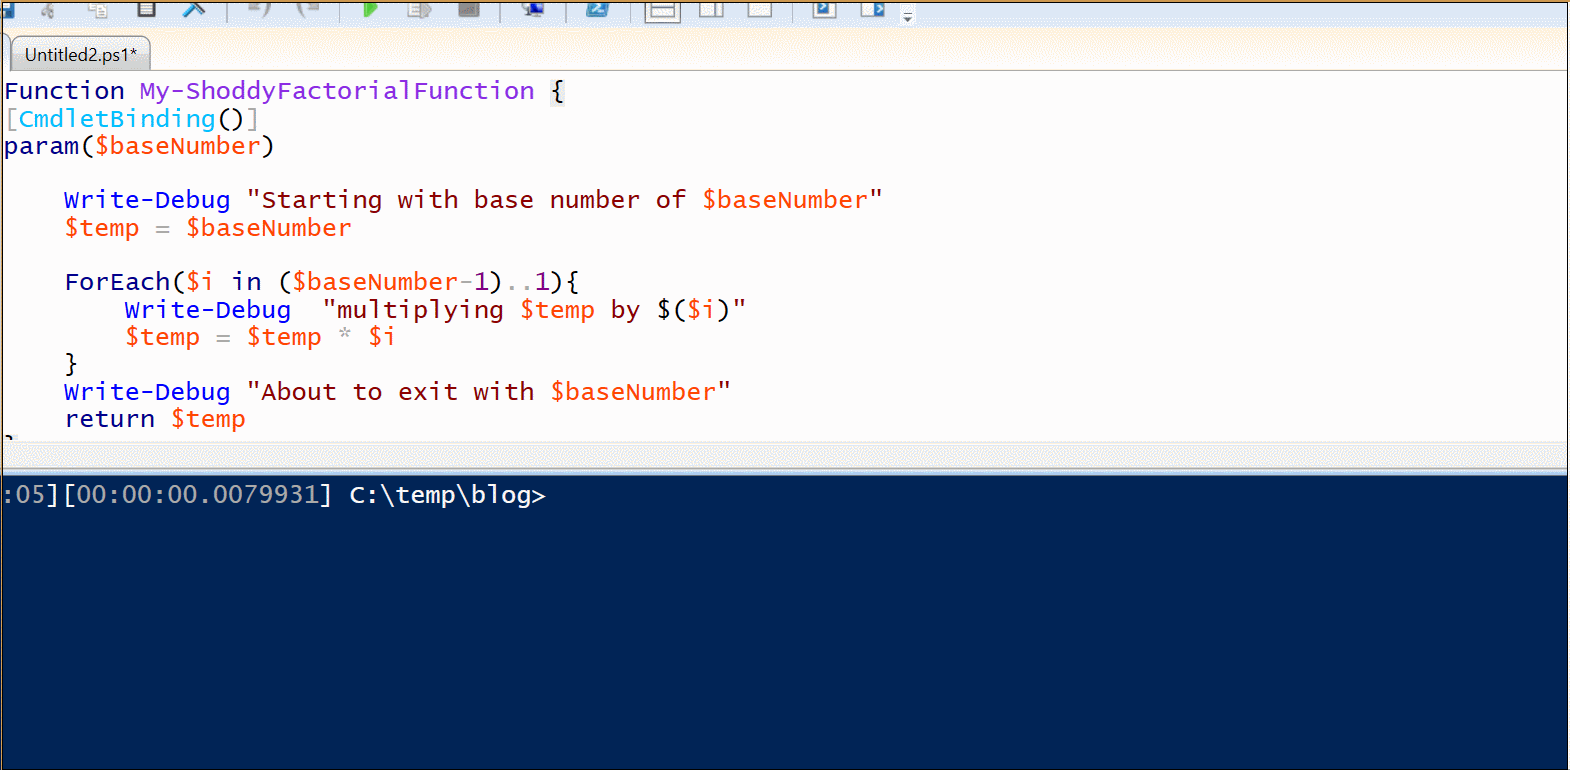 Untitled2.ps1*
Function My-ShoddyFactorialFunction {
[CmdletBinding()]
param($baseNumber)
Write-Debug "Starting with base number of $baseNumber"
$temp = $baseNumber
ForEach($i in ($baseNumber-1)..1){
Write-Debug  "multiplying $temp by $($i)"
$temp = $temp * $i
}
Write-Debug "About to exit with $baseNumber"
return $temp
}
:05][00:00:00.0079931] C:\temp\blog>